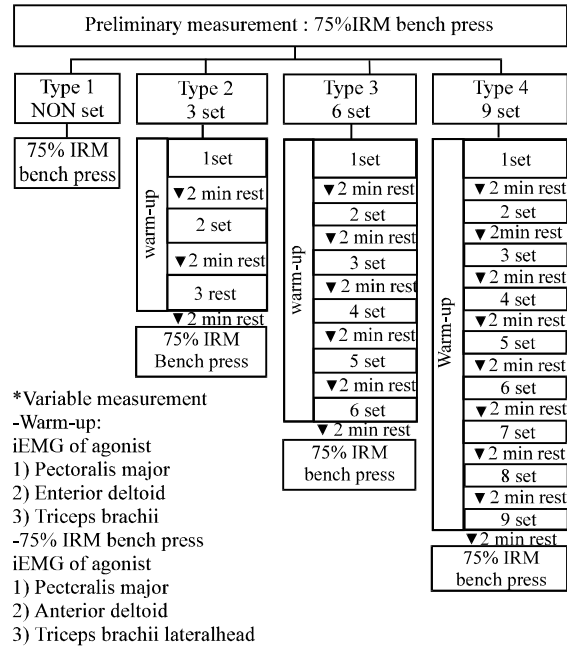 Preliminary measurement : 75%IRM bench press
Type 1
NON set
75% IRM
bench press
Type 2
3 set
warm-up
1set
▼2 min rest
2 set
▼2 min rest
3 rest
▼2 min rest
75% IRM
Bench press
Type 3
6 set
warm-up
1set
▼2 min rest
2 set
▼2 min rest
3 set
▼2 min rest
4 set
▼2 min rest
5 set
▼2 min rest
6 set
▼2 min rest
75% IRM
bench press
Type 4
9 set
Warm-up
1set
▼2 min rest
2 set
▼2min rest
3 set
▼2 min rest
4 set
▼2 min rest
5 set
▼2 min rest
6 set
▼2 min rest
7 set
▼2 min rest
8 set
▼2 min rest
9 set
▼2 min rest
75% IRM
bench press
*Variable measurement
-Warm-up:
iEMG of agonist
1) Pectoralis major
2) Enterior deltoid
3) Triceps brachii
-75% IRM bench press
iEMG of agonist
1) Pectcralis major
2) Anterior deltoid
3) Triceps brachii lateralhead